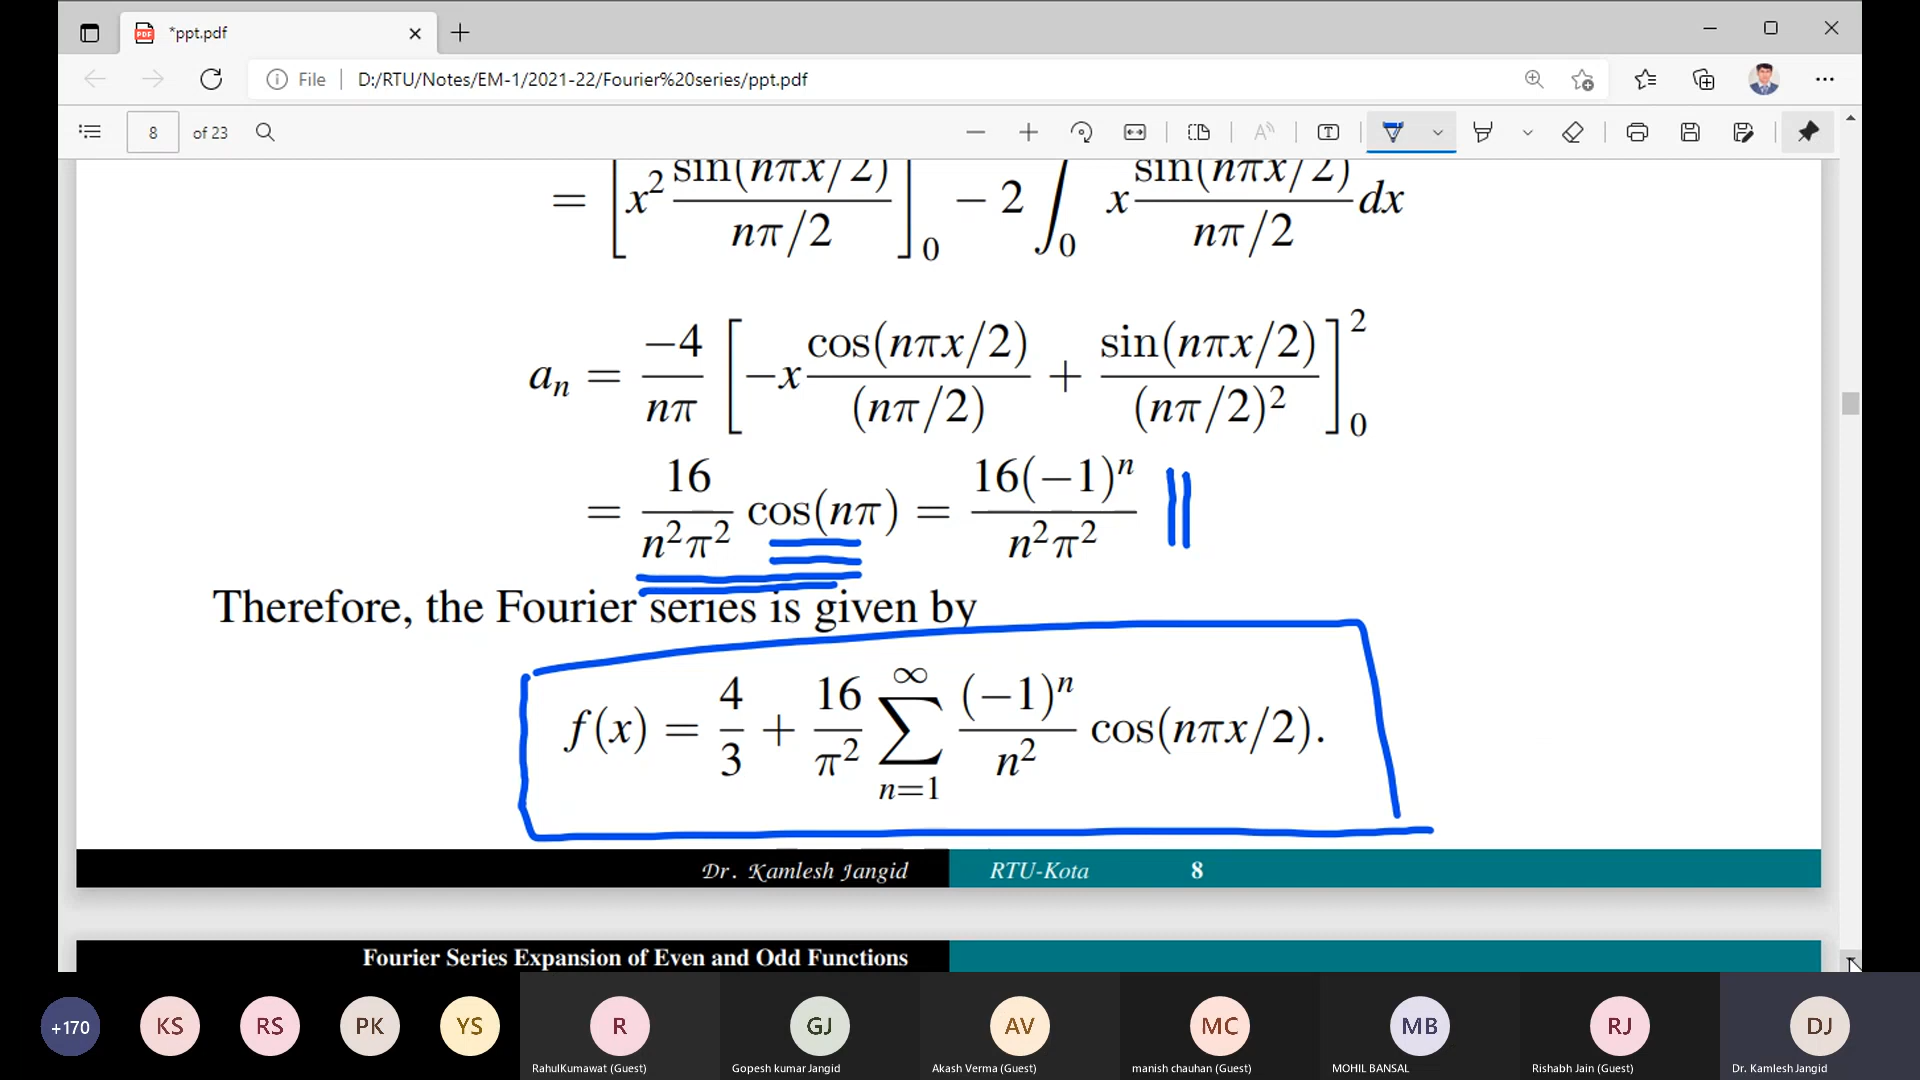 *ppt.pdf
File | D:/RTU/Notes/EM-1/2021-22/Fourier%20series/ppt.pdf
8 of 23
= [x² sin(nπx/2) / nπ/2]₀ − 2 ∫₀ x sin(nπx/2) / nπ/2 dx
aₙ = −4/nπ [−x cos(nπx/2) / (nπ/2) + sin(nπx/2) / (nπ/2)²]₀²
= 16/n²π² cos(nπ) = 16(−1)ⁿ / n²π²
Therefore, the Fourier series is given by
f(x) = 4/3 + 16/π² ∑ₙ₌₁^∞ (−1)ⁿ/n² cos(nπx/2).
Dr. Kamlesh Jangid RTU-Kota 8
Fourier Series Expansion of Even and Odd Functions
+170 KS RS PK YS R GJ AV MC MB RJ DJ
RahulKumawat (Guest) Gopesh kumar Jangid Akash Verma (Guest) manish chauhan (Guest) MOHIL BANSAL Rishabh Jain (Guest) Dr. Kamlesh Jangid